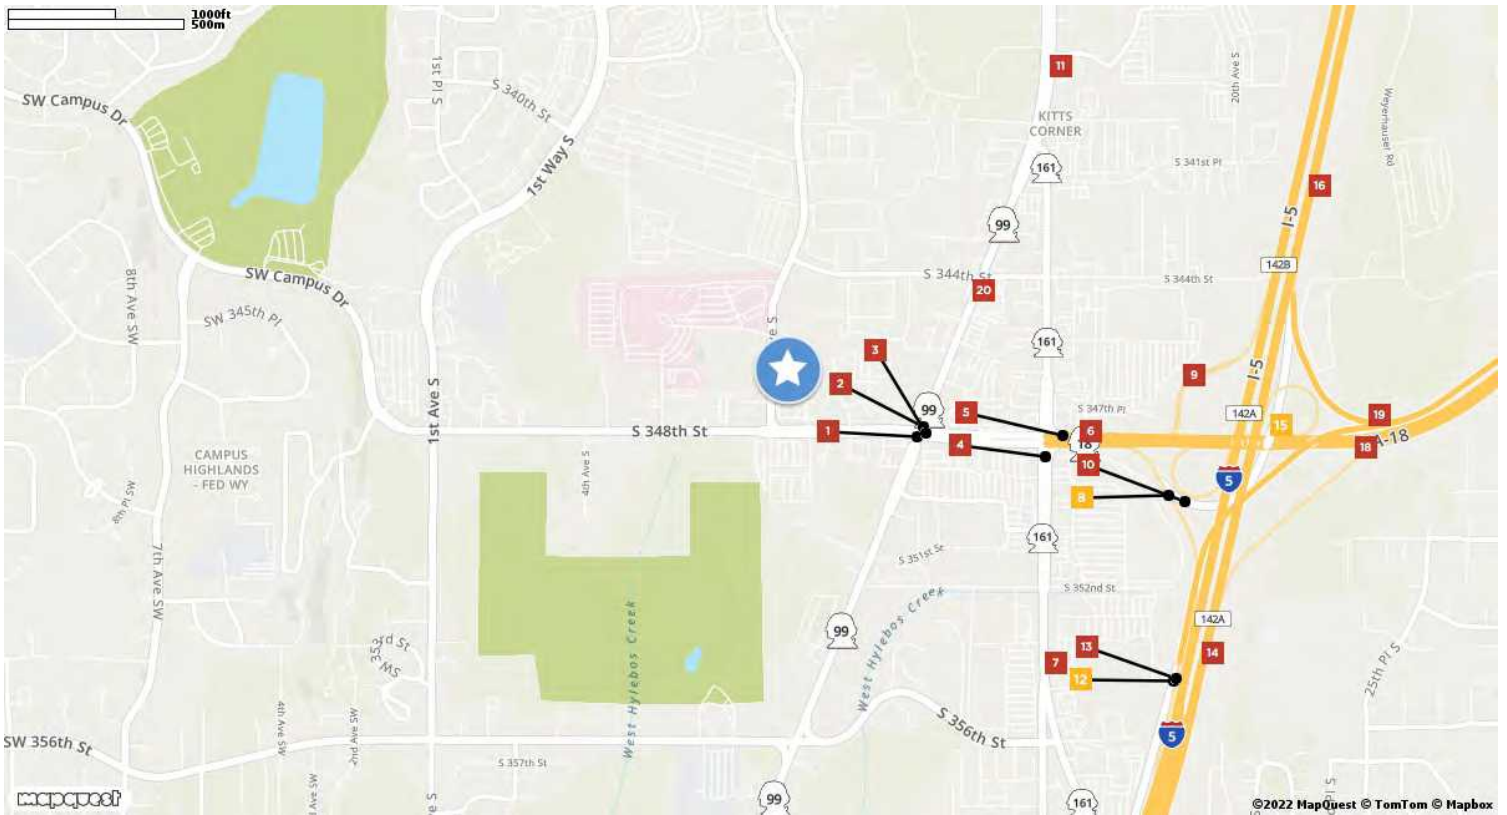 1000ft
500m
SW Campus Dr
1st Pl S
S 340th St
1st Way S
11
KITTS
CORNER
20th Ave S
Weyerhauser Rd
161
S 341st Pl
16
I-5
99
142B
8th Ave SW
SW Campus Dr
S 344th St
S 344th St
20
SW 345th Pl
161
3
2
9
I-5
99
5
S 347th Pl
142A
15
19
1st Ave S
S 348th St
1
4
6
18
18
A-18
CAMPUS
HIGHLANDS
- FED WY
4th Ave S
10
5
8th Pl SW
8
161
S 351st St
7th Ave SW
S 352nd St
West Hylebos Creek
West Hylebos Creek
99
142A
SW 353rd St
13
14
7
12
25th Pl S
4th Ave SW
2nd Ave SW
S 356th St
5
SW 356th St
S 357th St
99
161
mapquest
©2022 MapQuest © TomTom © Mapbox